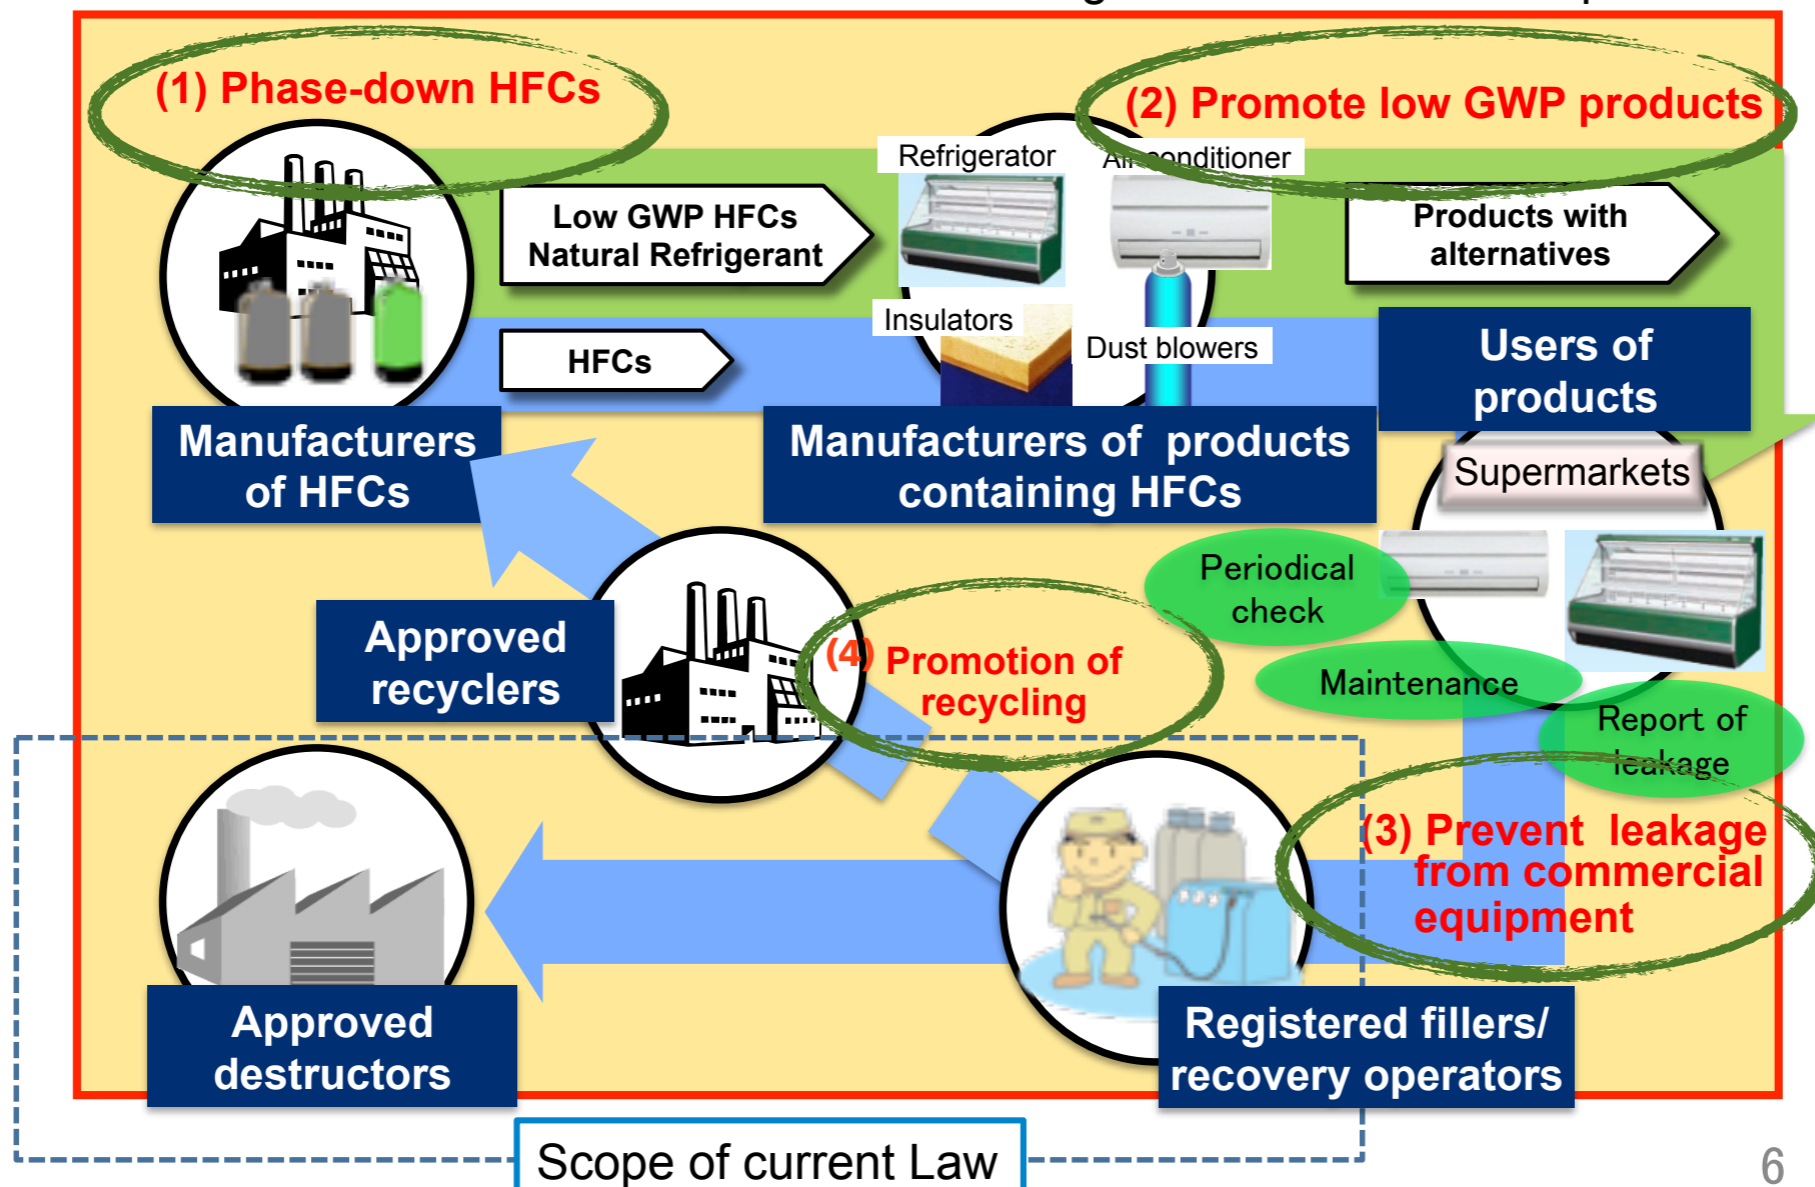 (1) Phase-down HFCs
(2) Promote low GWP products
Refrigerator
Air conditioner
Low GWP HFCs
Natural Refrigerant
Products with
alternatives
Insulators
Dust blowers
HFCs
Users of
products
Manufacturers
of HFCs
Manufacturers of products
containing HFCs
Supermarkets
Periodical
check
Approved
recyclers
(4) Promotion of
recycling
Maintenance
Report of
leakage
(3) Prevent leakage
from commercial
equipment
Approved
destructors
Registered fillers/
recovery operators
Scope of current Law
6